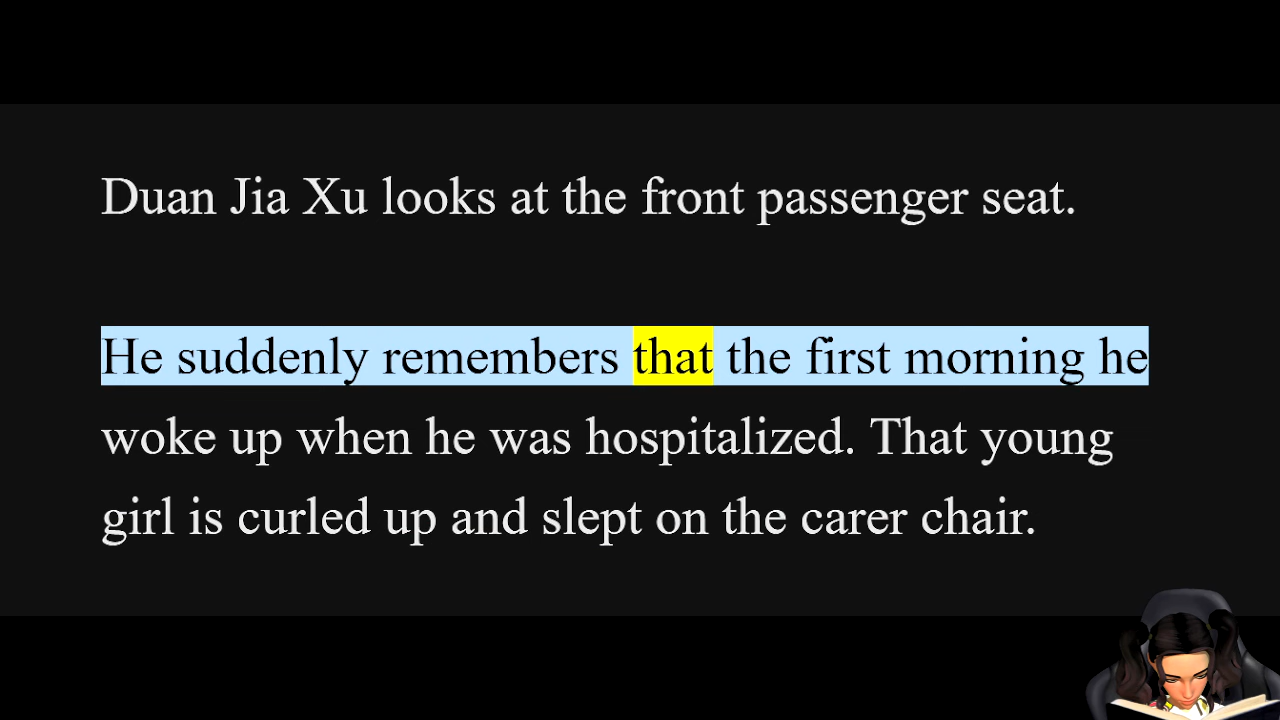 Duan Jia Xu looks at the front passenger seat.
He suddenly remembers that the first morning he
woke up when he was hospitalized. That young
girl is curled up and slept on the carer chair.